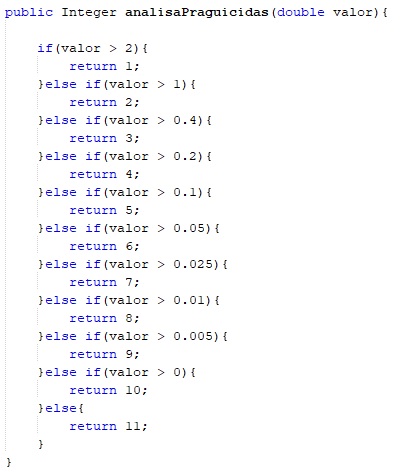 public Integer analisaPraguicidas(double valor){
if(valor > 2){
return 1;
}else if(valor > 1){
return 2;
}else if(valor > 0.4){
return 3;
}else if(valor > 0.2){
return 4;
}else if(valor > 0.1){
return 5;
}else if(valor > 0.05){
return 6;
}else if(valor > 0.025){
return 7;
}else if(valor > 0.01){
return 8;
}else if(valor > 0.005){
return 9;
}else if(valor > 0){
return 10;
}else{
return 11;
}
}